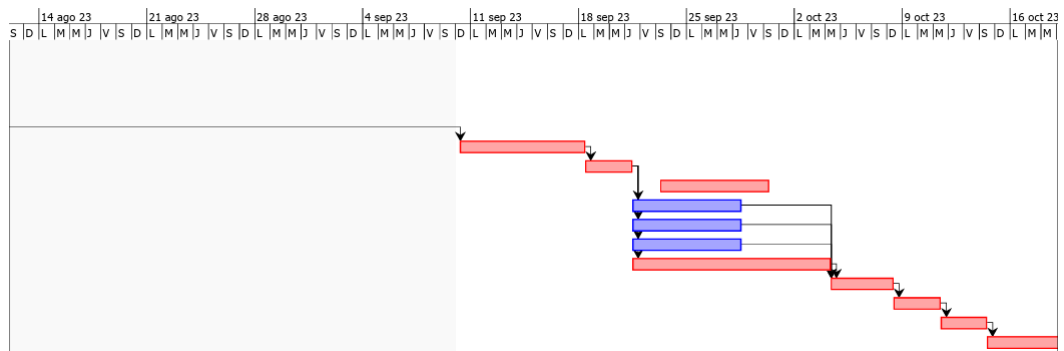 14 ago 23 21 ago 23 28 ago 23 4 sep 23 11 sep 23 18 sep 23 25 sep 23 2 oct 23 9 oct 23 16 oct 23
S D L M M J V S D L M M J V S D L M M J V S D L M M J V S D L M M J V S D L M M J V S D L M M J V S D L M M J V S D L M M J V S D L M M